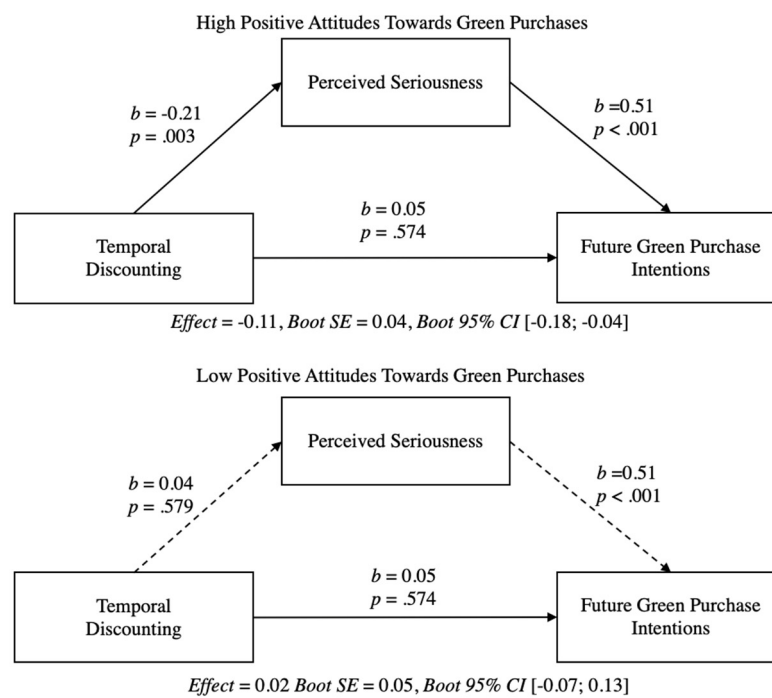 High Positive Attitudes Towards Green Purchases
Perceived Seriousness
b = -0.21
p = .003
b =0.51
p < .001
b = 0.05
p = .574
Temporal
Discounting
Future Green Purchase
Intentions
Effect = -0.11, Boot SE = 0.04, Boot 95% CI [-0.18; -0.04]
Low Positive Attitudes Towards Green Purchases
Perceived Seriousness
b = 0.04
p = .579
b =0.51
p < .001
b = 0.05
p = .574
Temporal
Discounting
Future Green Purchase
Intentions
Effect = 0.02 Boot SE = 0.05, Boot 95% CI [-0.07; 0.13]